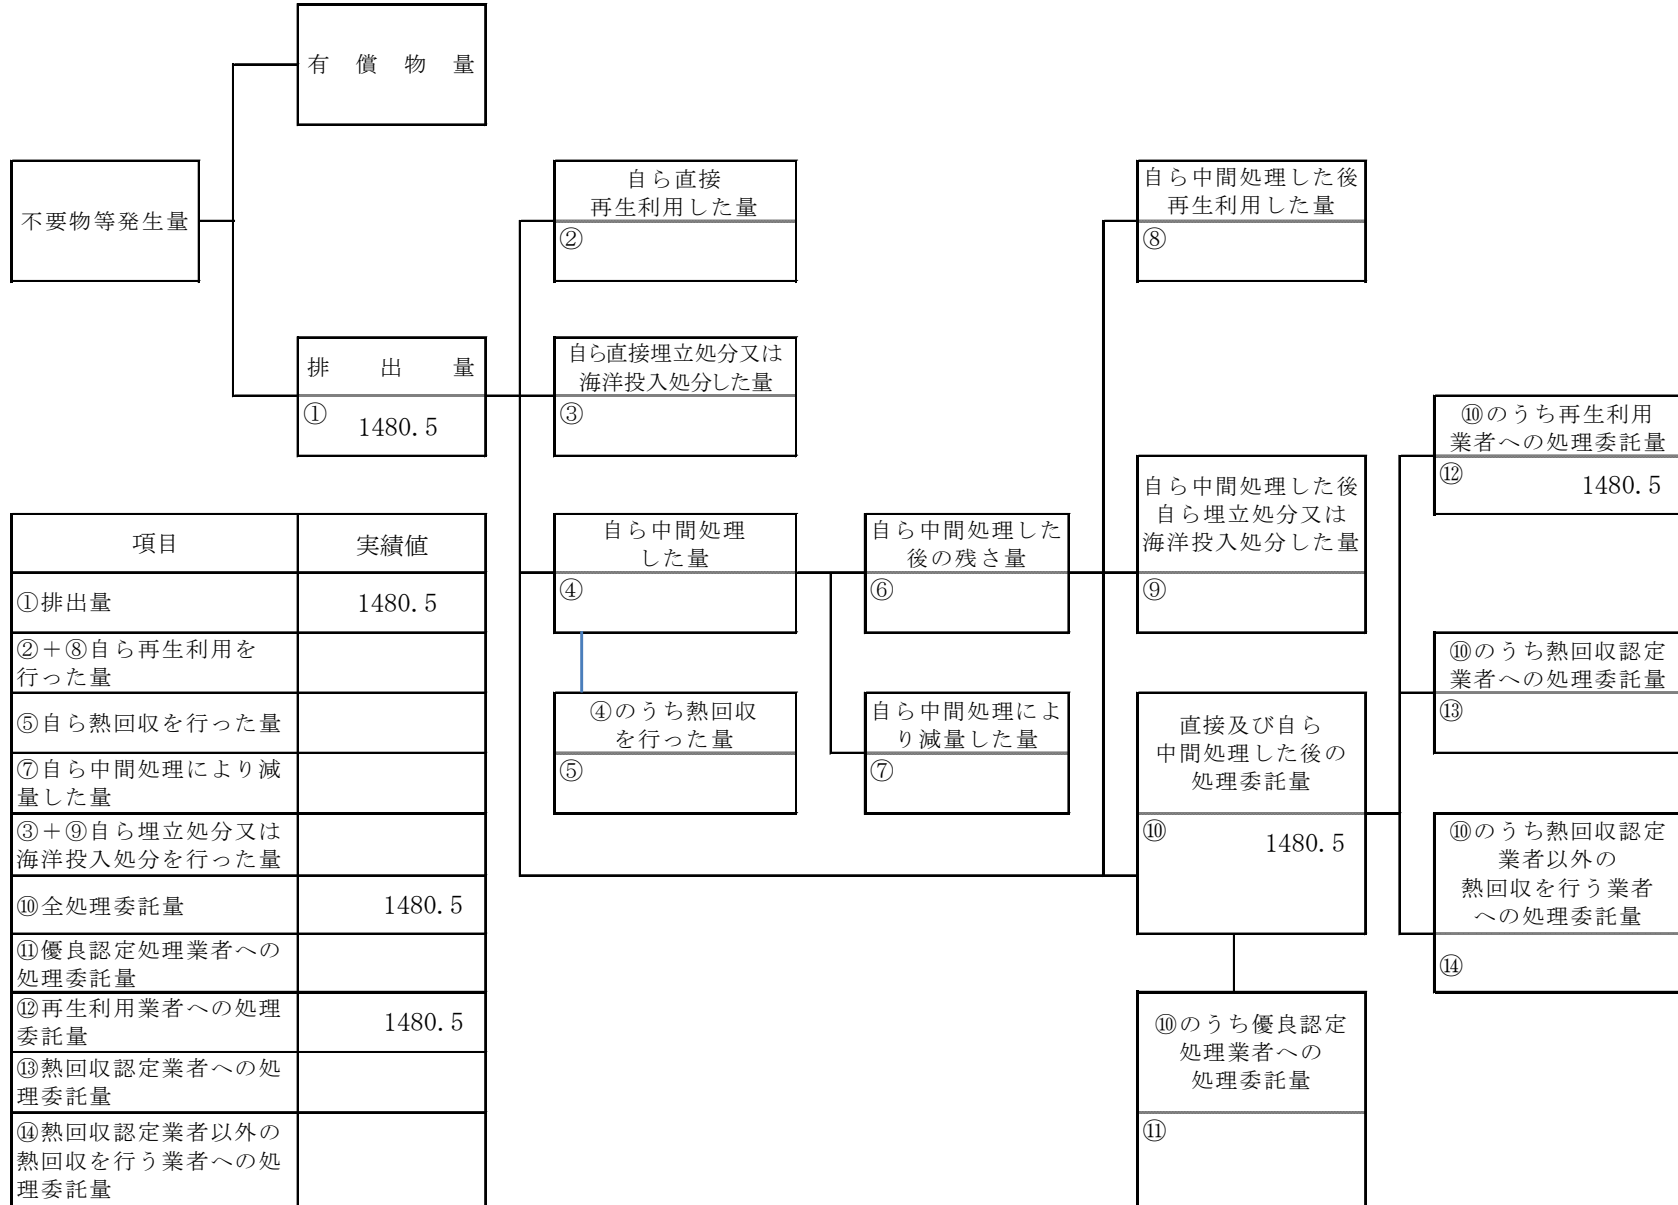 有償物量
不要物等発生量
排出量
① 1480.5
自ら直接
再生利用した量
②
自ら直接埋立処分又は
海洋投入処分した量
③
自ら中間処理
した量
④
④のうち熱回収
を行った量
⑤
自ら中間処理した
後の残さ量
⑥
自ら中間処理によ
り減量した量
⑦
自ら中間処理した後
再生利用した量
⑧
自ら中間処理した後
自ら埋立処分又は
海洋投入処分した量
⑨
直接及び自ら
中間処理した後の
処理委託量
⑩ 1480.5
⑩のうち優良認定
処理業者への
処理委託量
⑪
⑩のうち再生利用
業者への処理委託量
⑫ 1480.5
⑩のうち熱回収認定
業者への処理委託量
⑬
⑩のうち熱回収認定
業者以外の
熱回収を行う業者
への処理委託量
⑭
項目 実績値
①排出量 1480.5
②+⑧自ら再生利用を
行った量
⑤自ら熱回収を行った量
⑦自ら中間処理により減
量した量
③+⑨自ら埋立処分又は
海洋投入処分を行った量
⑩全処理委託量 1480.5
⑪優良認定処理業者への
処理委託量
⑫再生利用業者への処理
委託量 1480.5
⑬熱回収認定業者への処
理委託量
⑭熱回収認定業者以外の
熱回収を行う業者への処
理委託量